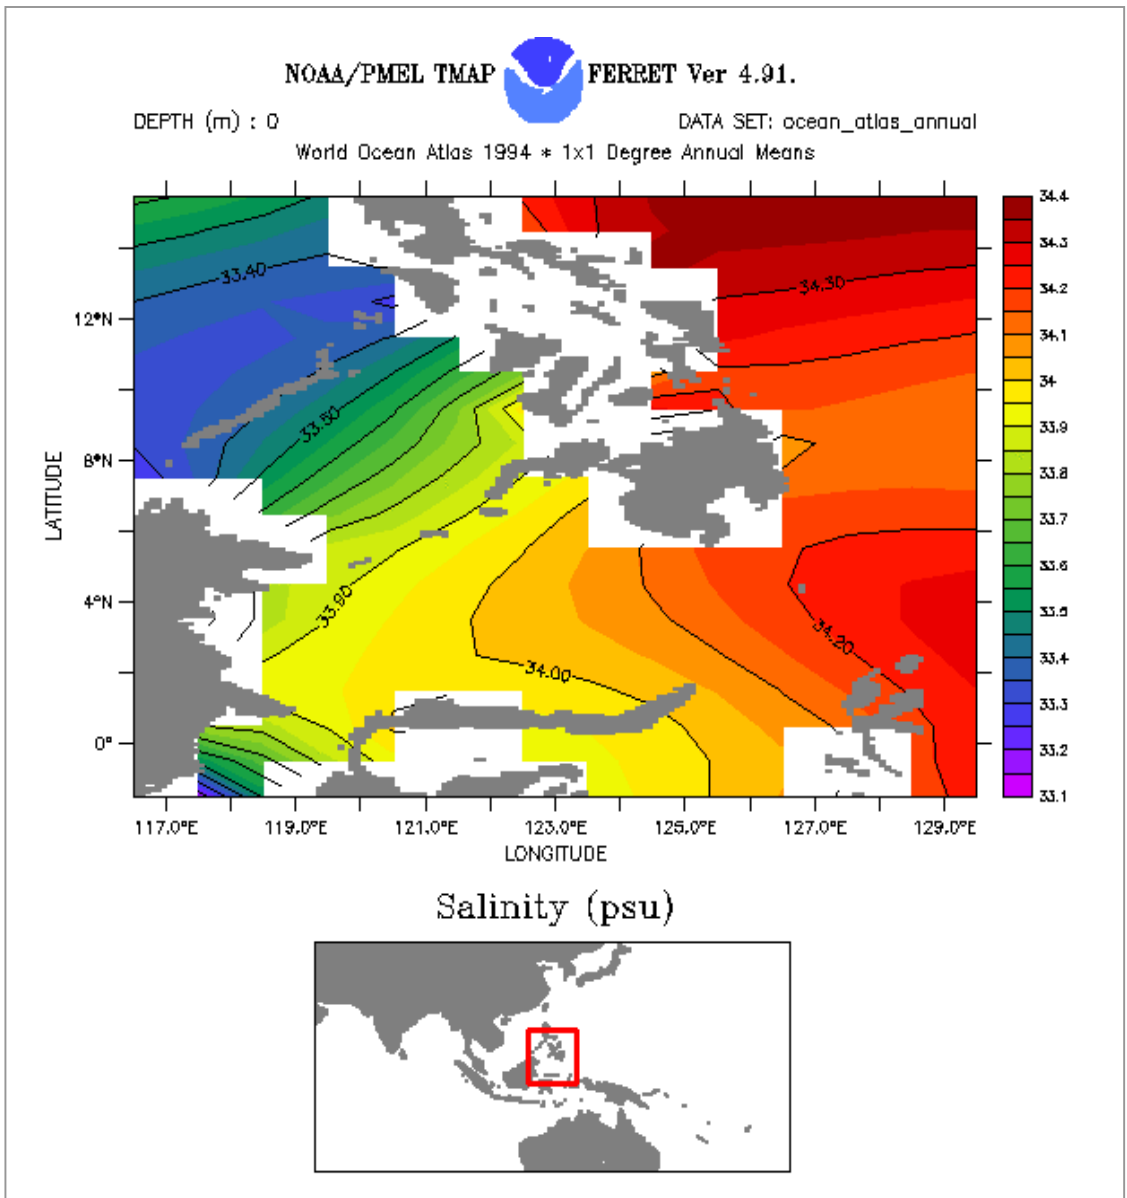 NOAA/PMEL TMAP FERRET Ver 4.91.
DEPTH (m) : 0 DATA SET: ocean_atlas_annual
World Ocean Atlas 1994 * 1x1 Degree Annual Means
34.4
34.3
34.2
34.1
34
33.9
33.8
33.7
33.6
33.5
33.4
33.3
33.2
33.1
33.40
34.30
33.50
33.90
34.00
34.20
12°N
8°N
4°N
0°
LATITUDE
117.0°E 119.0°E 121.0°E 123.0°E 125.0°E 127.0°E 129.0°E
LONGITUDE
Salinity (psu)